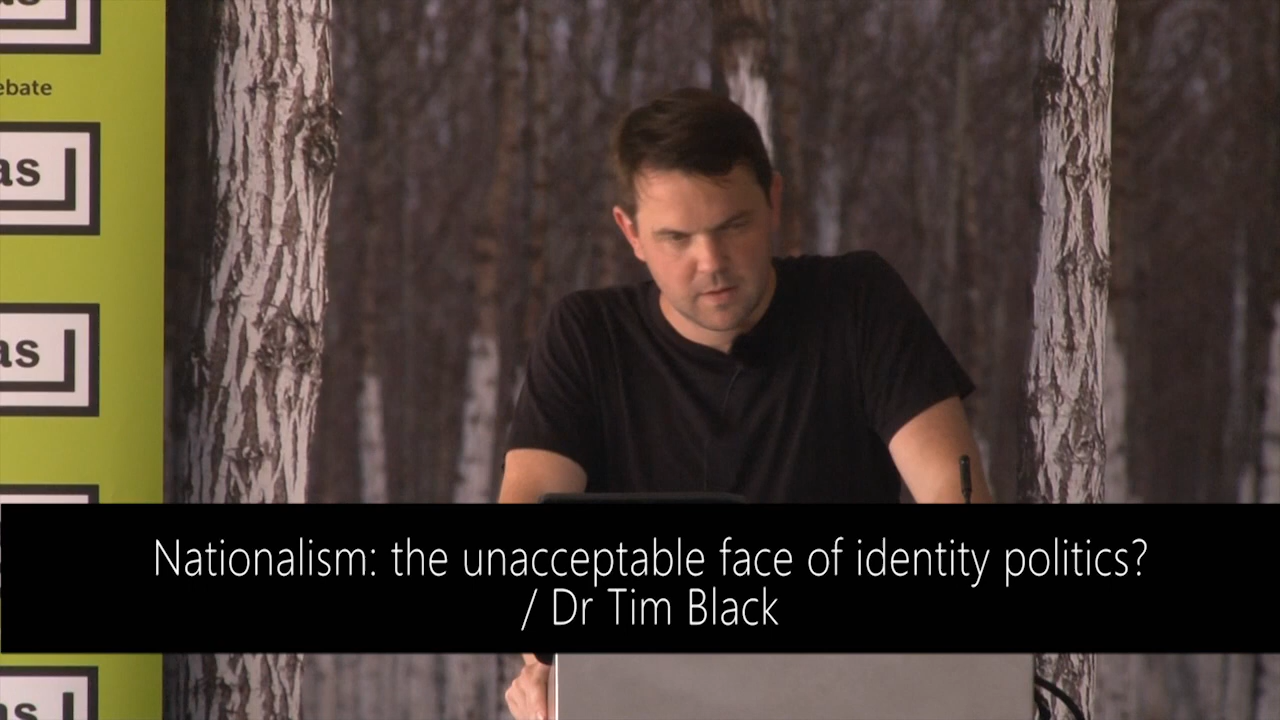 ebate
as
as
Nationalism: the unacceptable face of identity politics?
/ Dr Tim Black